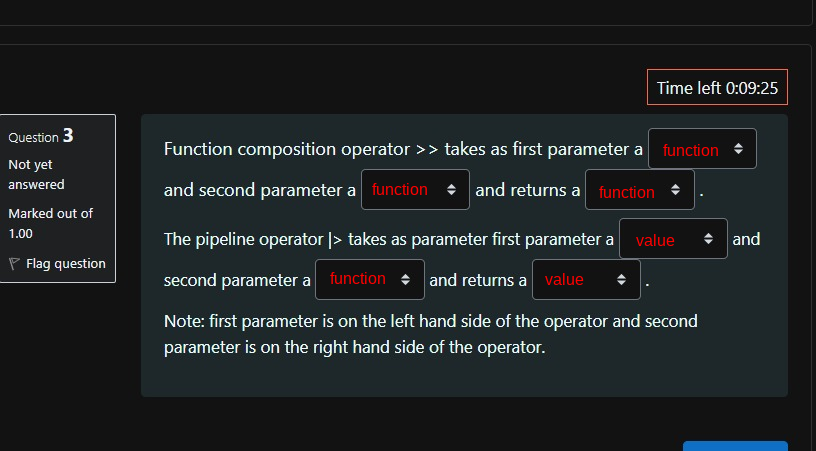 Time left 0:09:25
Question 3
Not yet
answered
Marked out of
1.00
Flag question
Function composition operator >> takes as first parameter a function
and second parameter a function and returns a function .
The pipeline operator |> takes as parameter first parameter a value and
second parameter a function and returns a value .
Note: first parameter is on the left hand side of the operator and second
parameter is on the right hand side of the operator.